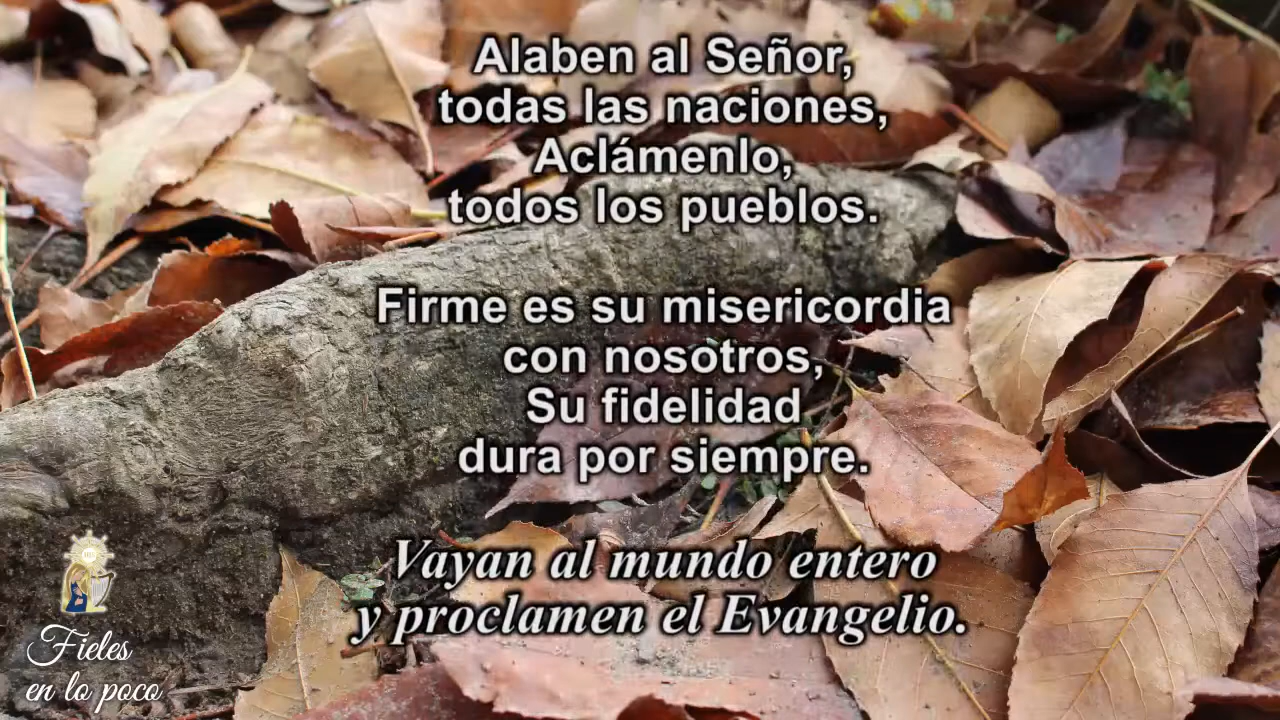 Alaben al Señor,
todas las naciones,
Aclámenlo,
todos los pueblos.
Firme es su misericordia
con nosotros,
Su fidelidad
dura por siempre.
Vayan al mundo entero
y proclamen el Evangelio.
Fieles
en lo poco